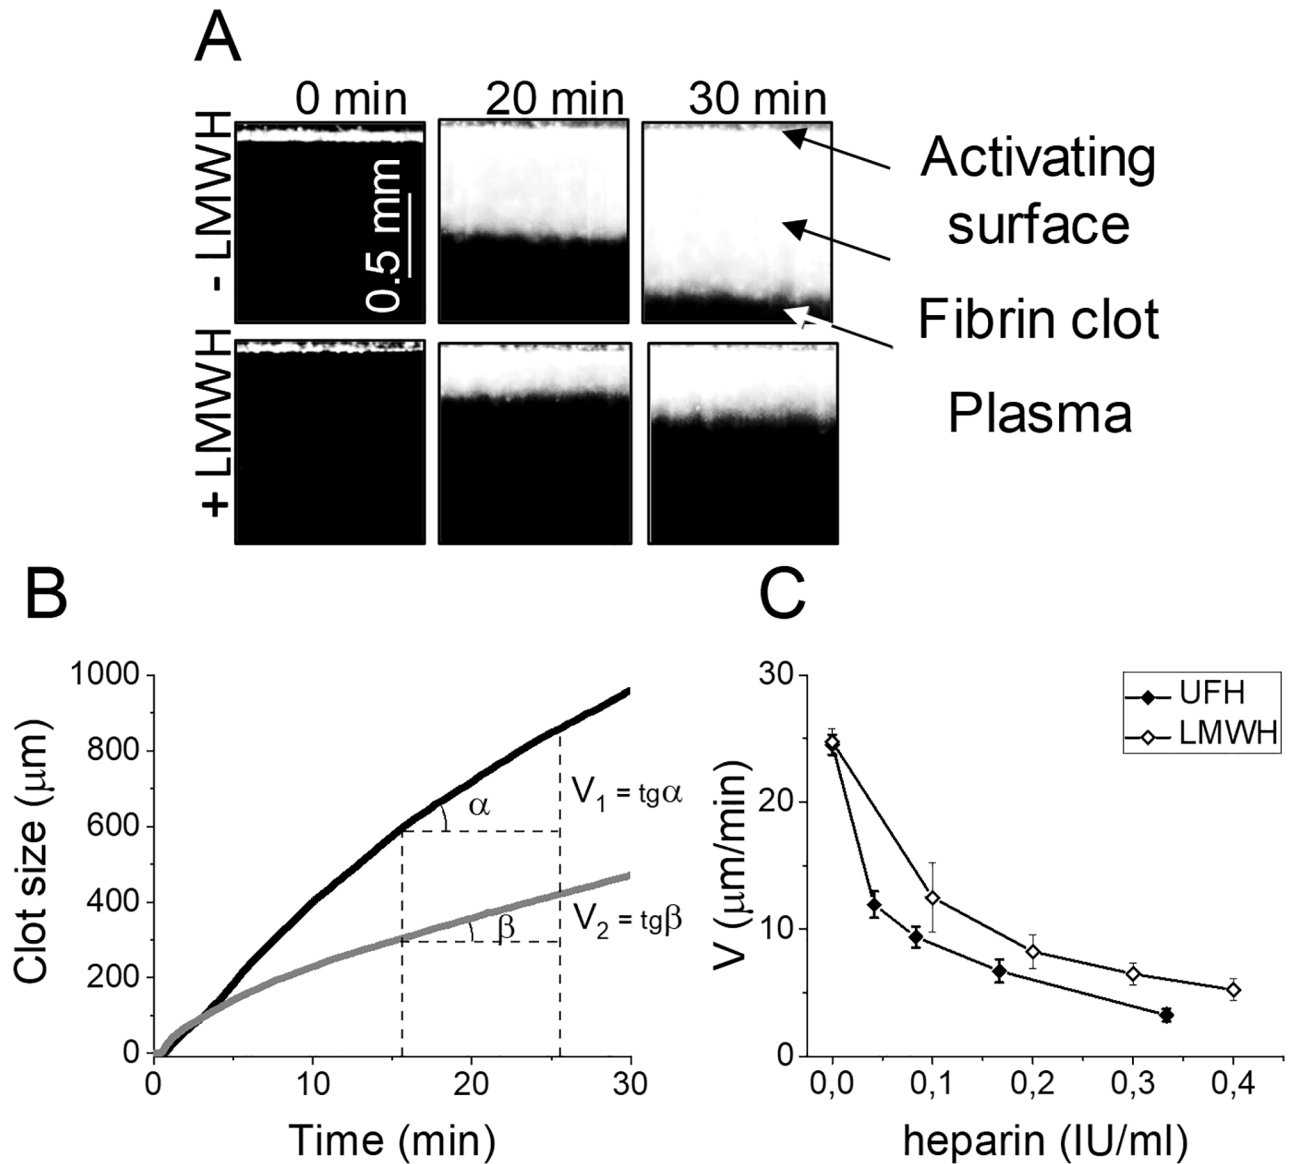 A
0 min
20 min
30 min
- LMWH
0.5 mm
Activating
surface
Fibrin clot
Plasma
+ LMWH
B
1000
800
600
400
200
0
Clot size (μm)
α
V₁ = tgα
β
V₂ = tgβ
0
10
20
30
Time (min)
C
30
20
10
0
V (μm/min)
UFH
LMWH
0,0
0,1
0,2
0,3
0,4
heparin (IU/ml)